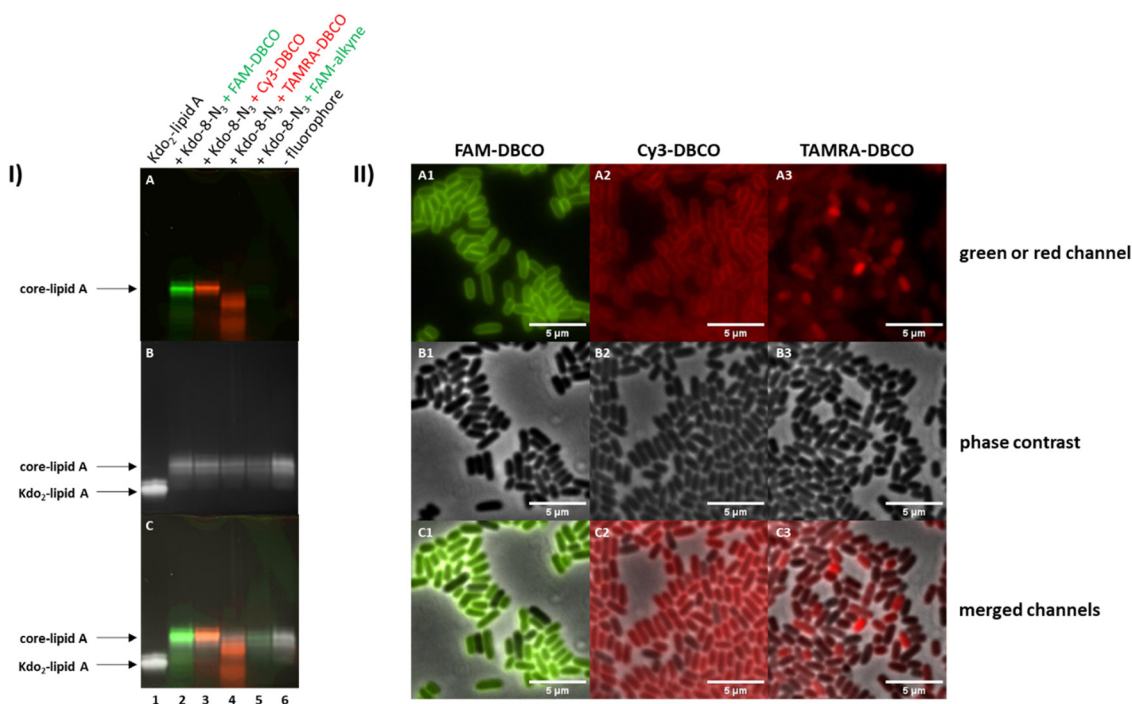 Kdo₂-lipid A
+ Kdo-8-N₃ + FAM-DBCO
+ Kdo-8-N₃ + Cy3-DBCO
+ Kdo-8-N₃ + TAMRA-DBCO
+ Kdo-8-N₃ + FAM-alkyne
- fluorophore
I)
A
core-lipid A
B
core-lipid A
Kdo₂-lipid A
C
core-lipid A
Kdo₂-lipid A
1 2 3 4 5 6
II)
FAM-DBCO Cy3-DBCO TAMRA-DBCO
A1 A2 A3
green or red channel
5 µm 5 µm 5 µm
B1 B2 B3
phase contrast
5 µm 5 µm 5 µm
C1 C2 C3
merged channels
5 µm 5 µm 5 µm